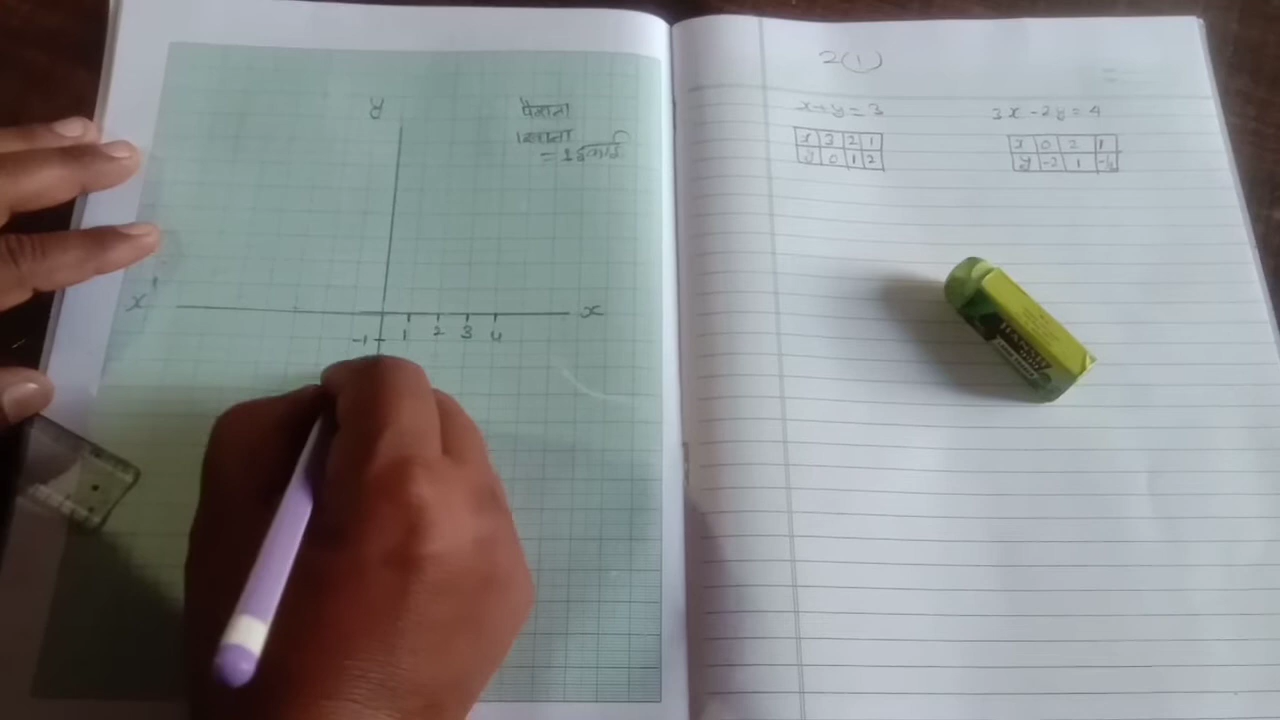 y
पैमाना
1 खाना
= 1 इकाई
x'
x
1 2 3 4
-1
2(1)
x+y=3
x 3 2 1
y 0 1 2
3x-2y=4
x 0 2 1
y -2 1